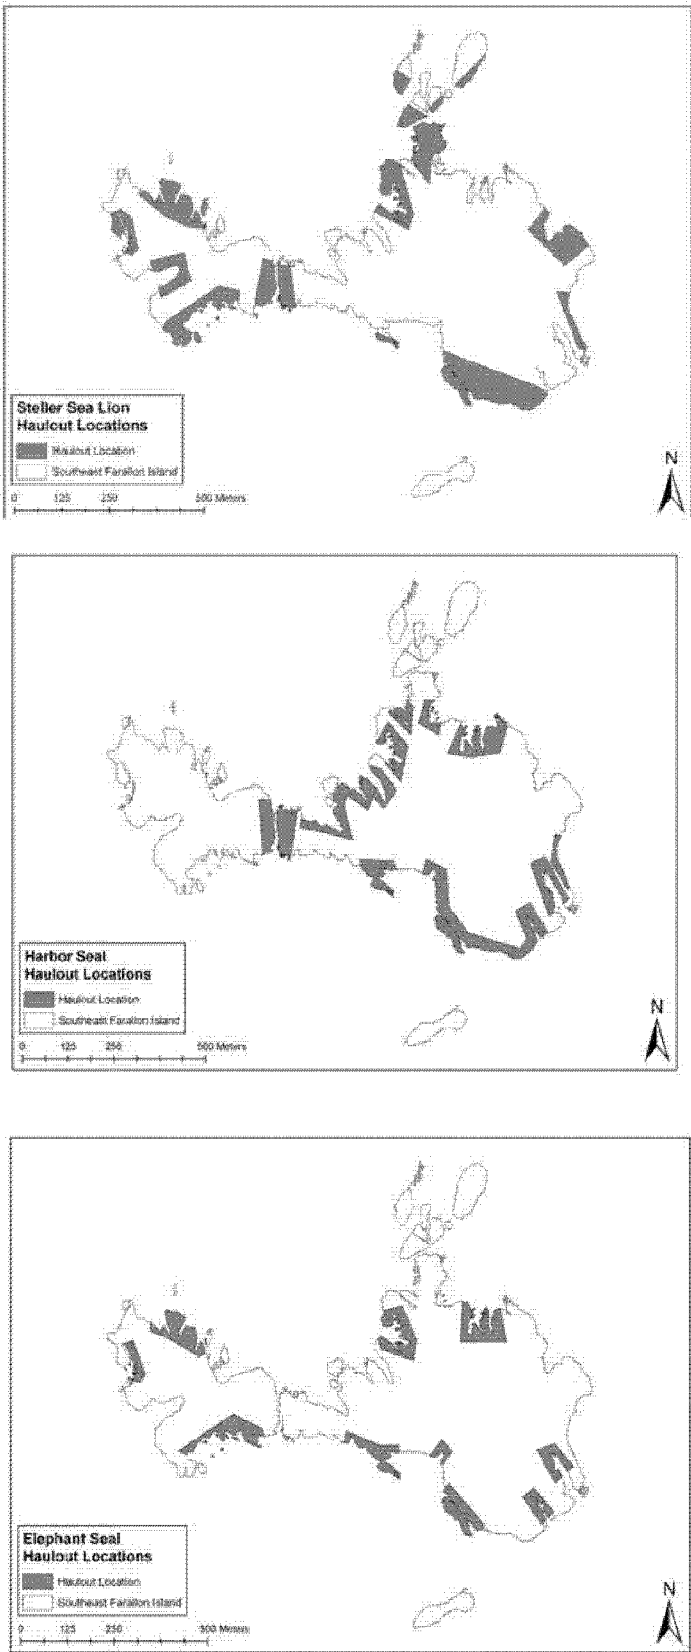 Steller Sea Lion
Haulout Locations
Haulout Location
Southeast Farallon Island
0 125 250 500 Meters
N
Harbor Seal
Haulout Locations
Haulout Location
Southeast Farallon Island
0 125 250 500 Meters
N
Elephant Seal
Haulout Locations
Haulout Location
Southeast Farallon Island
0 125 250 500 Meters
N